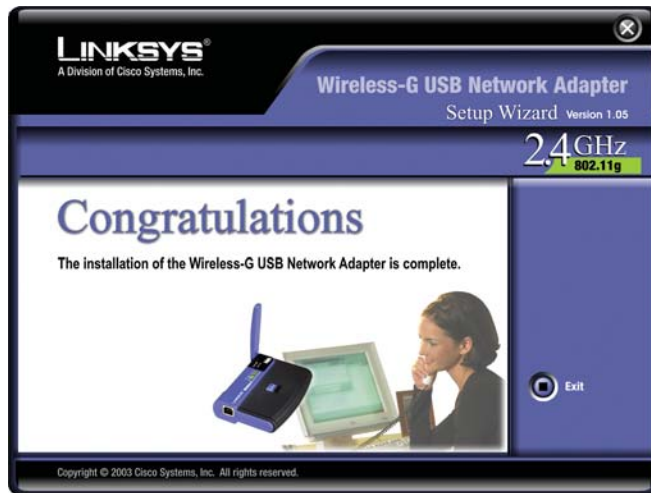 LINKSYS®
A Division of Cisco Systems, Inc.
Wireless-G USB Network Adapter
Setup Wizard Version 1.05
2.4GHz
802.11g
Congratulations
The installation of the Wireless-G USB Network Adapter is complete.
Exit
Copyright © 2003 Cisco Systems, Inc. All rights reserved.